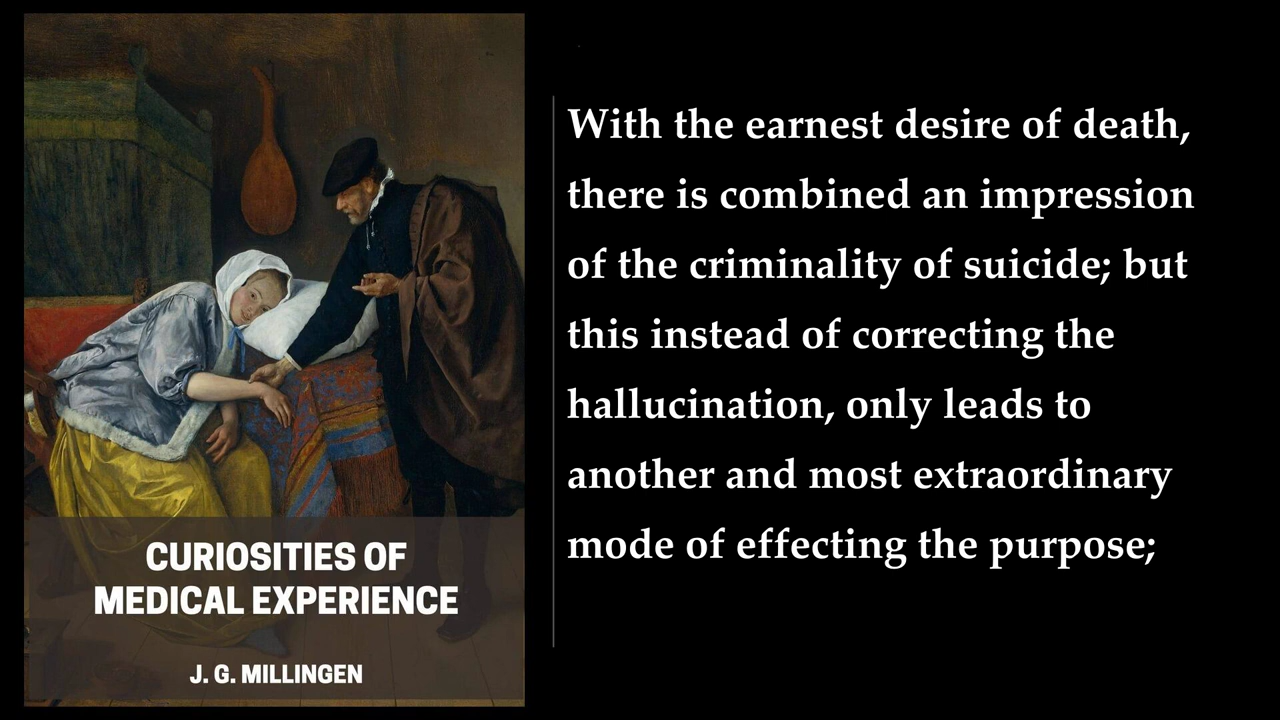 CURIOSITIES OF
MEDICAL EXPERIENCE
J. G. MILLINGEN
With the earnest desire of death,
there is combined an impression
of the criminality of suicide; but
this instead of correcting the
hallucination, only leads to
another and most extraordinary
mode of effecting the purpose;